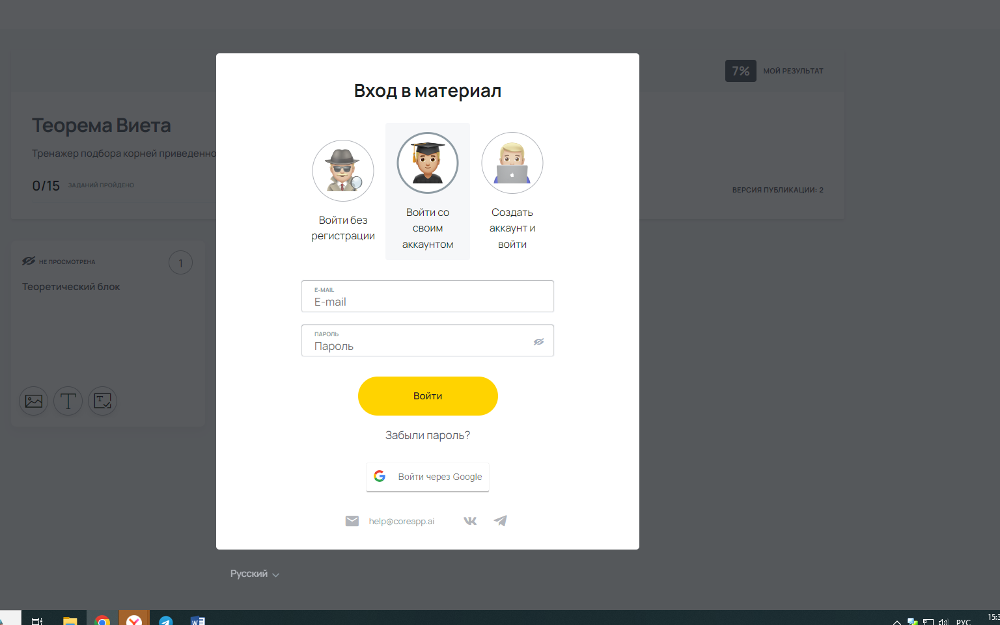 7% МОЙ РЕЗУЛЬТАТ
Вход в материал
Теорема Виета
Тренажер подбора корней приведенно
0/15 ЗАДАНИЙ ПРОЙДЕНО
ВЕРСИЯ ПУБЛИКАЦИИ: 2
Войти без
регистрации
Войти со
своим
аккаунтом
Создать
аккаунт и
войти
НЕ ПРОСМОТРЕНА
1
Теоретический блок
E-MAIL
E-mail
ПАРОЛЬ
Пароль
Войти
Забыли пароль?
Войти через Google
help@coreapp.ai
Русский
РУС
15:3